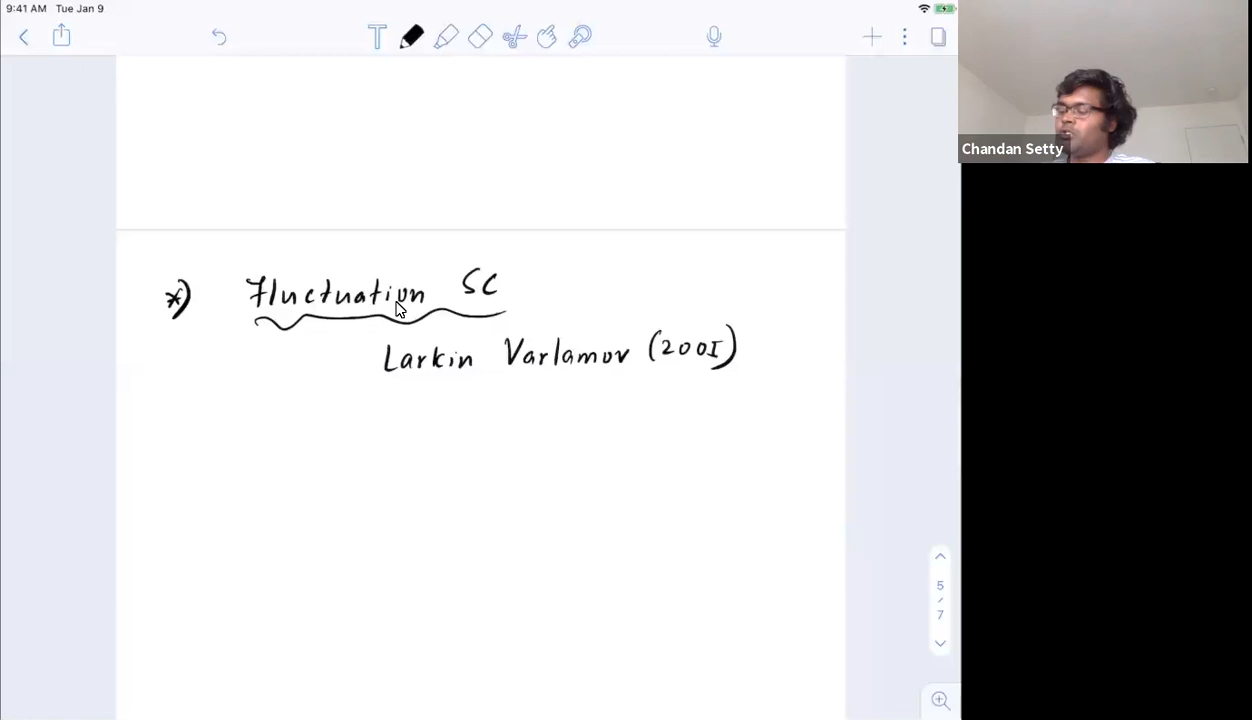 9:41 AM Tue Jan 9
Chandan Setty
*) Fluctuation SC
Larkin Varlamov (2001)
5
/
7